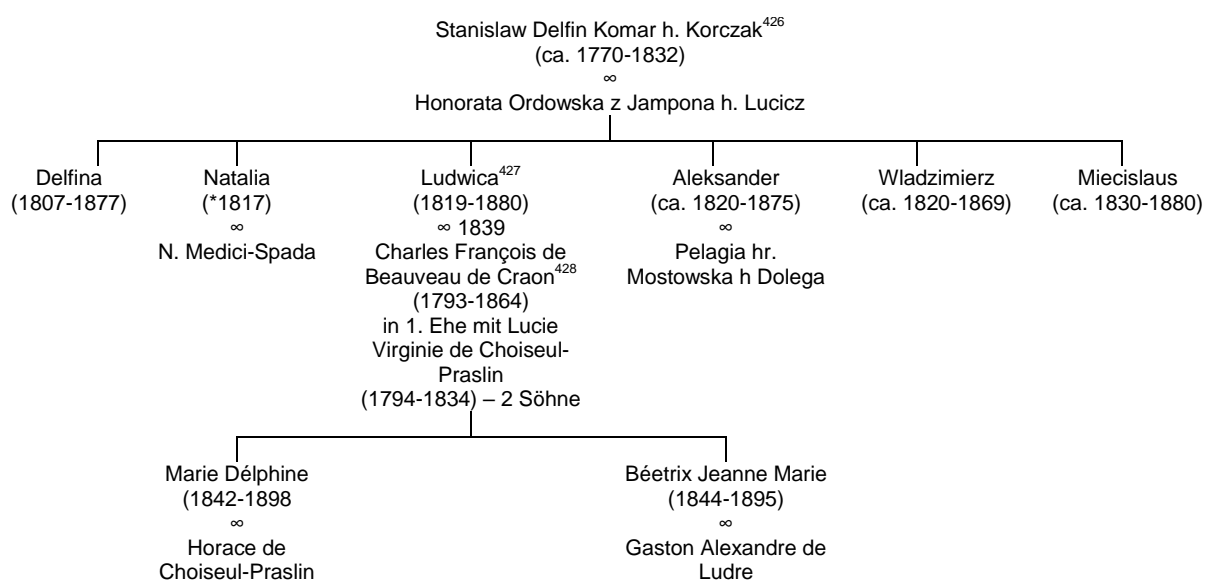 Stanislaw Delfin Komar h. Korczak426
(ca. 1770-1832)
∞
Honorata Ordowska z Jampona h. Lucicz
Delfina
(1807-1877)
Natalia
(*1817)
∞
N. Medici-Spada
Ludwica427
(1819-1880)
∞ 1839
Charles François de
Beauveau de Craon428
(1793-1864)
in 1. Ehe mit Lucie
Virginie de Choiseul-
Praslin
(1794-1834) – 2 Söhne
Aleksander
(ca. 1820-1875)
∞
Pelagia hr.
Mostowska h Dolega
Wladzimierz
(ca. 1820-1869)
Miecislaus
(ca. 1830-1880)
Marie Délphine
(1842-1898
∞
Horace de
Choiseul-Praslin
Béetrix Jeanne Marie
(1844-1895)
∞
Gaston Alexandre de
Ludre